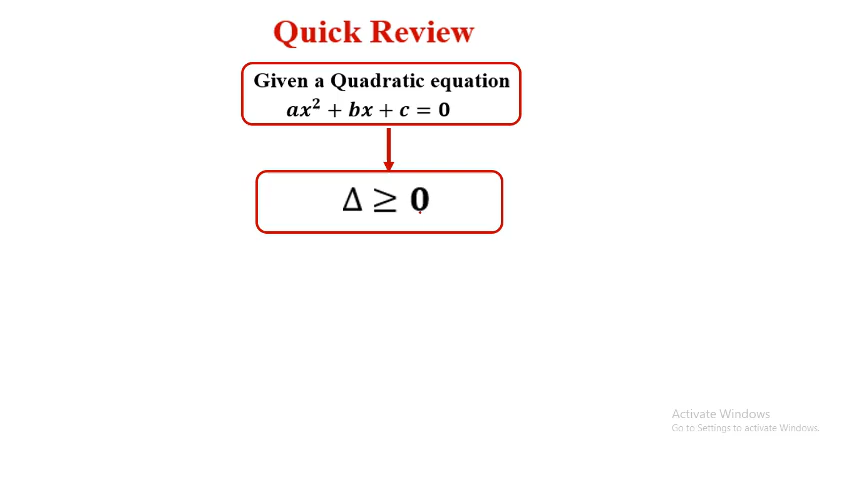 Quick Review
Given a Quadratic equation
ax² + bx + c = 0
Δ ≥ 0
Activate Windows
Go to Settings to activate Windows.